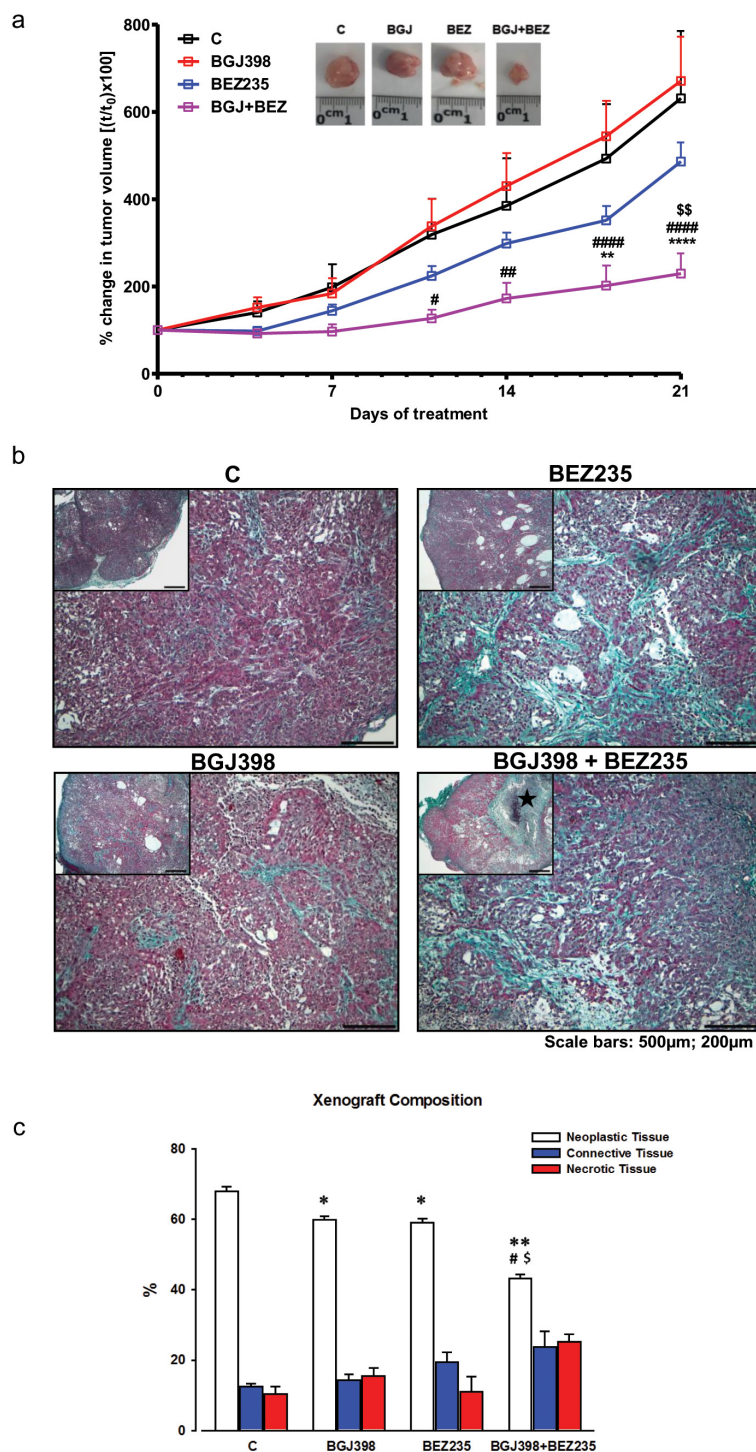 a
800
600
400
200
0
% change in tumor volume [(t/t0)x100]
C
BGJ398
BEZ235
BGJ+BEZ
C
BGJ
BEZ
BGJ+BEZ
0cm1
0cm1
0cm1
0cm1
#
##
####
**
$$
####
****
0
7
14
21
Days of treatment
b
C
BEZ235
BGJ398
BGJ398 + BEZ235
Scale bars: 500µm; 200µm
Xenograft Composition
c
Neoplastic Tissue
Connective Tissue
Necrotic Tissue
80
60
40
20
0
%
*
*
**
# $
C
BGJ398
BEZ235
BGJ398+BEZ235